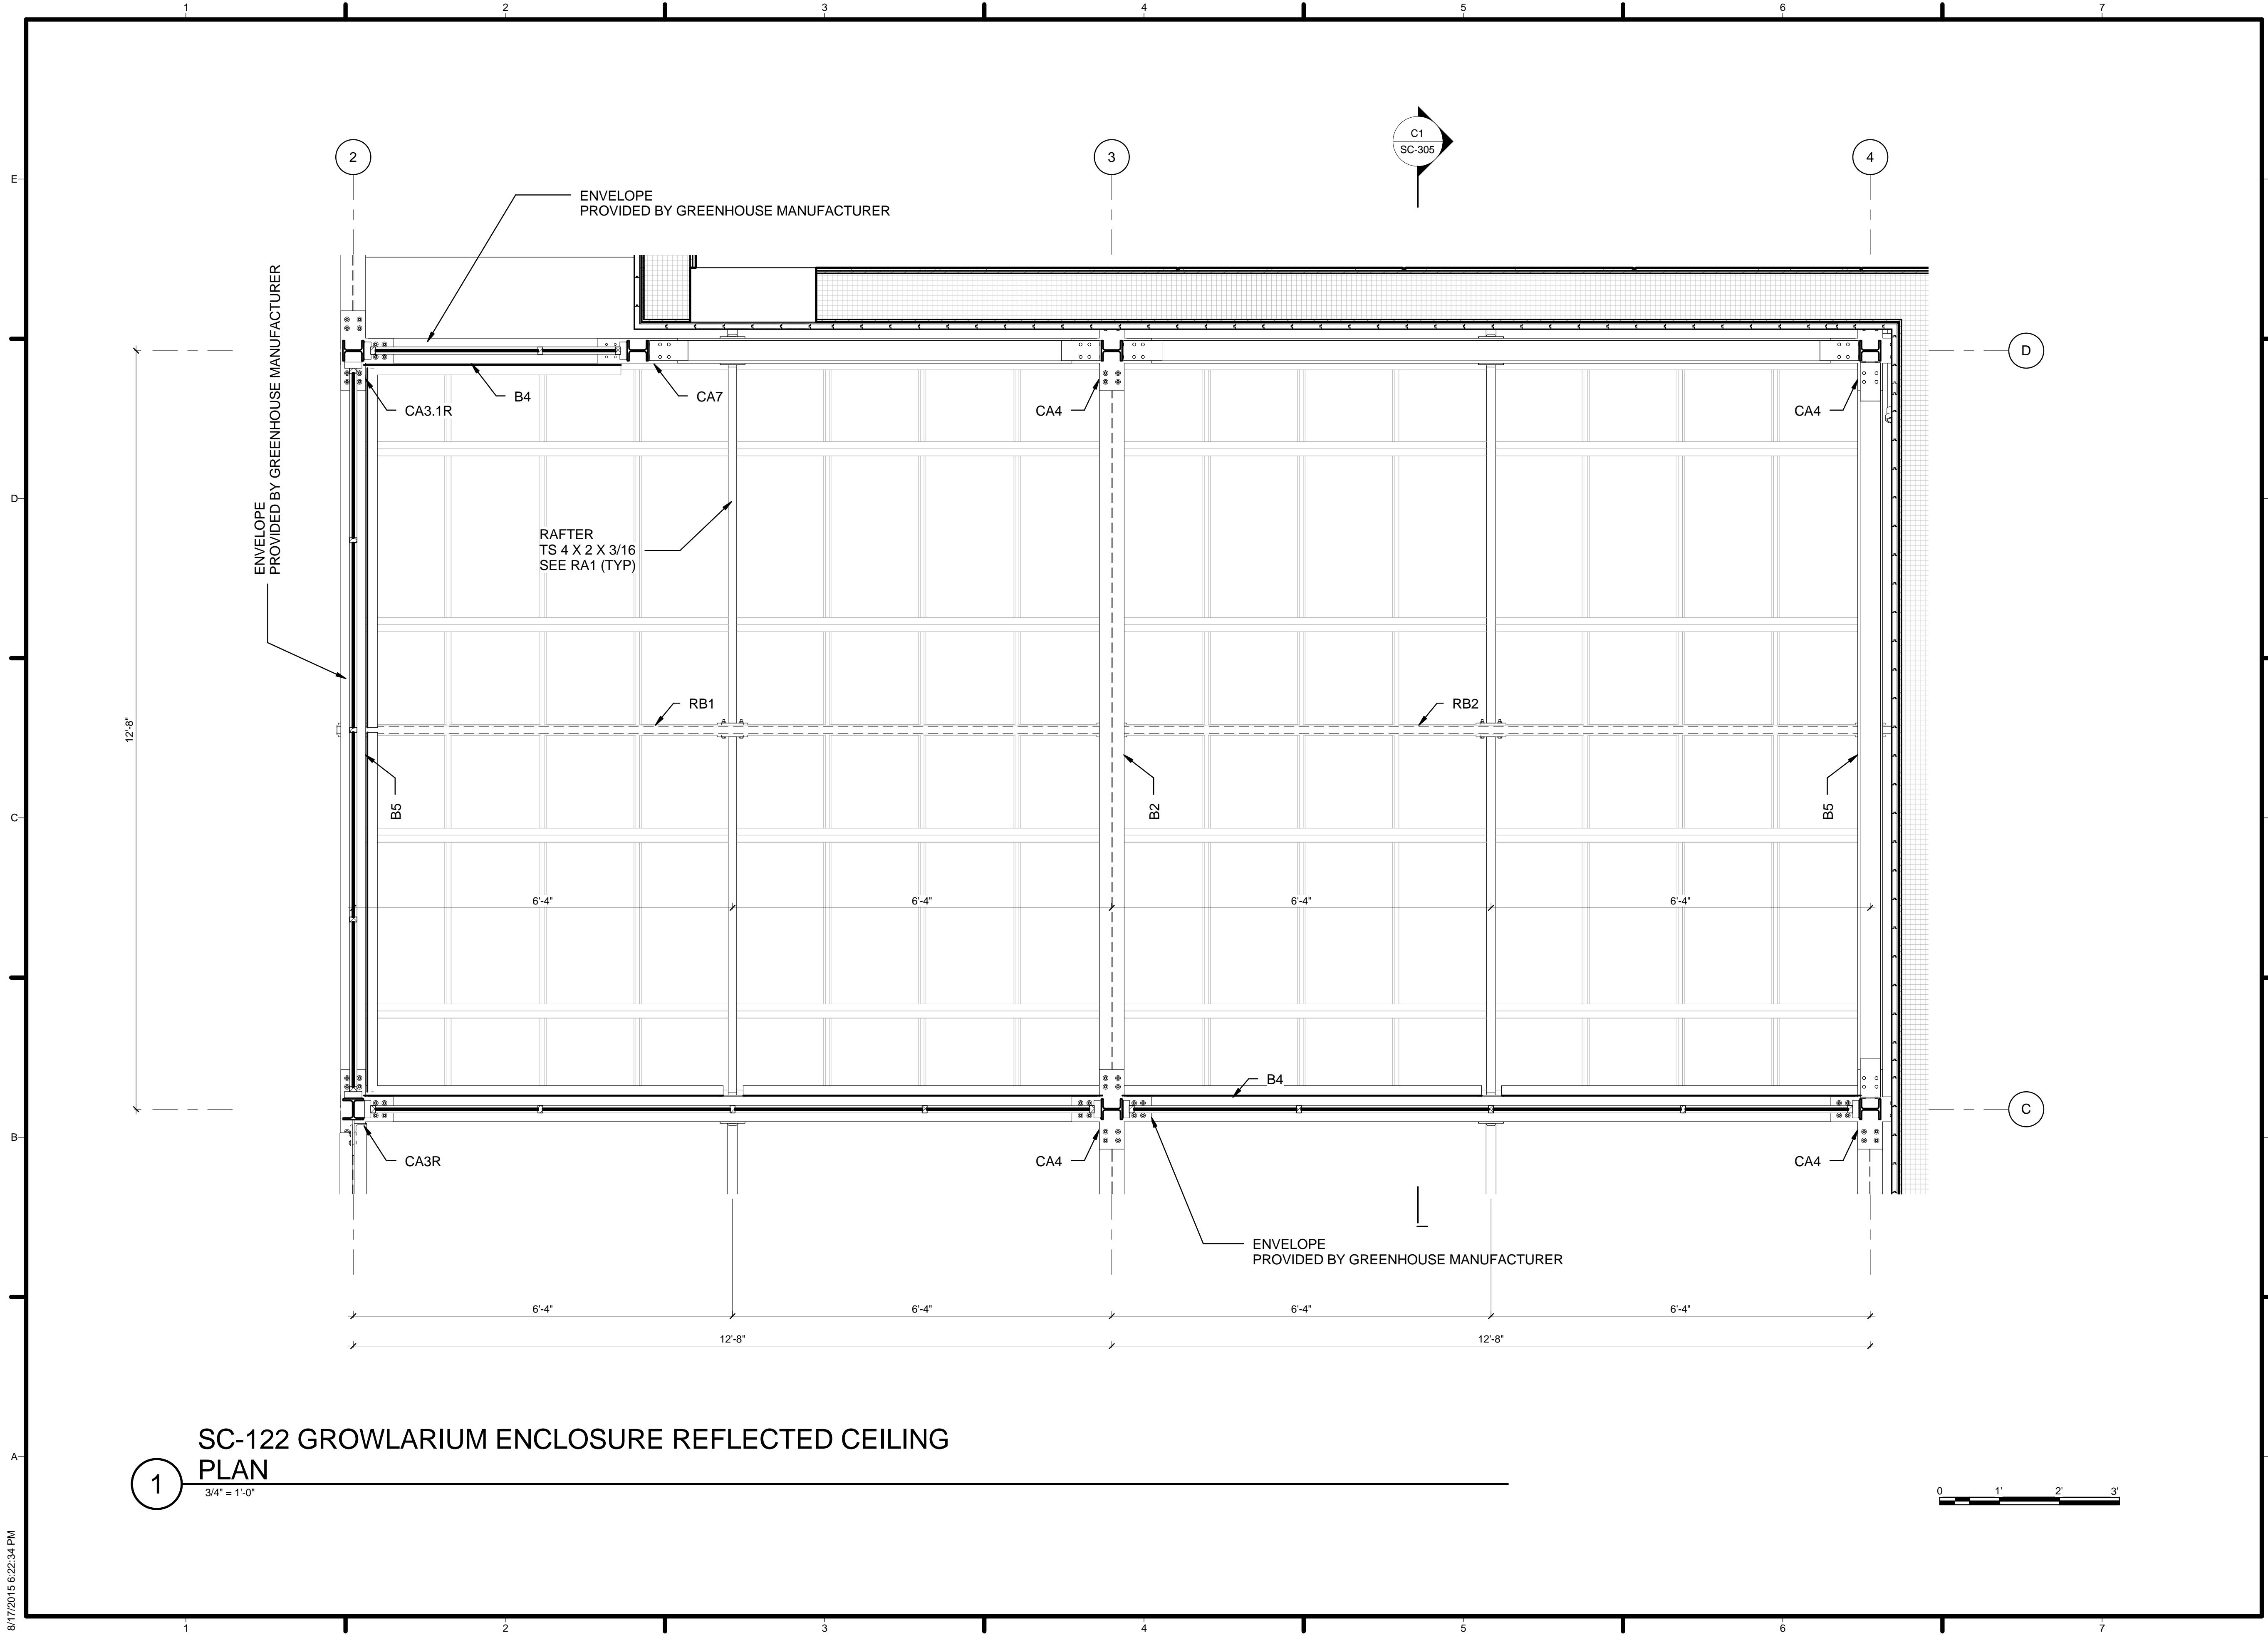 1 2 3 4 5 6 7
C1
SC-305
2 3 4
E
ENVELOPE
PROVIDED BY GREENHOUSE MANUFACTURER
ENVELOPE
PROVIDED BY GREENHOUSE MANUFACTURER
D
CA3.1R
B4
CA7
CA4
CA4
D
RAFTER
TS 4 X 2 X 3/16
SEE RA1 (TYP)
RB1
RB2
12'-8"
B5
B2
B5
C
6'-4" 6'-4" 6'-4" 6'-4"
B4
C
B
CA3R
CA4
CA4
ENVELOPE
PROVIDED BY GREENHOUSE MANUFACTURER
6'-4" 6'-4" 6'-4" 6'-4"
12'-8" 12'-8"
SC-122 GROWLARIUM ENCLOSURE REFLECTED CEILING
PLAN
A
1
3/4" = 1'-0"
0 1' 2' 3'
8/17/2015 6:22:34 PM
1 2 3 4 5 6 7